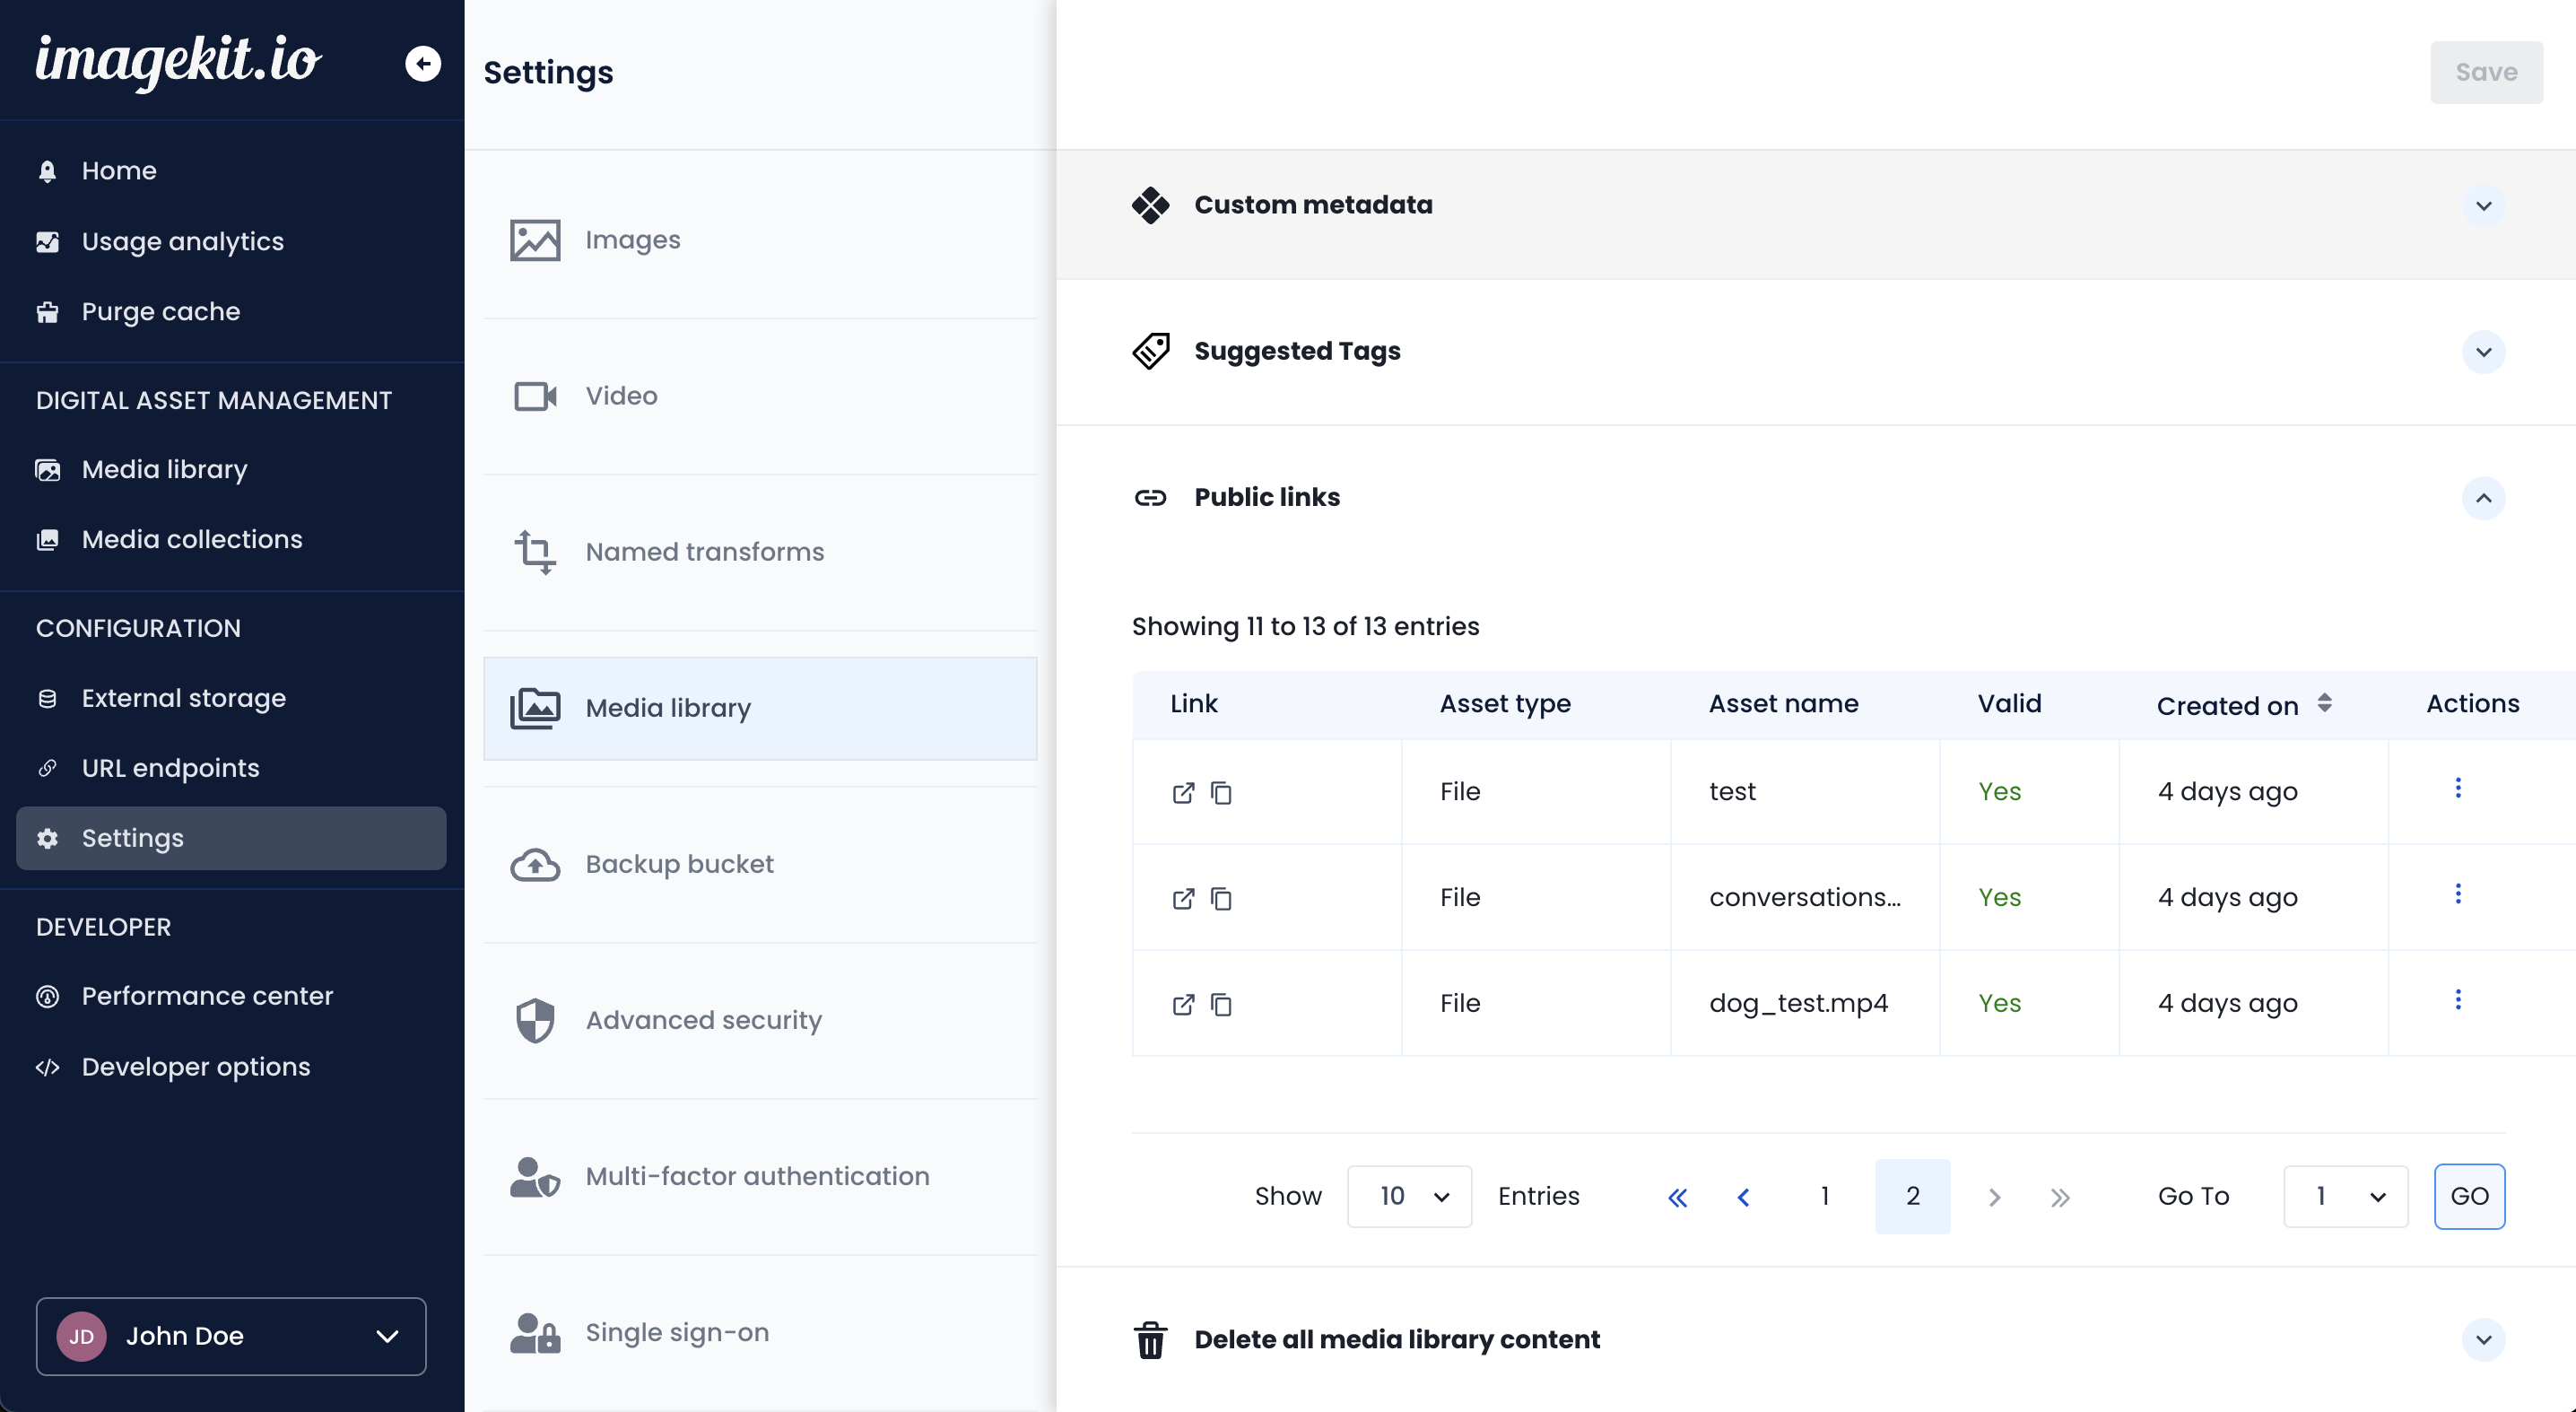 imagekit.io
Home
Usage analytics
Purge cache
DIGITAL ASSET MANAGEMENT
Media library
Media collections
CONFIGURATION
External storage
URL endpoints
Settings
DEVELOPER
Performance center
Developer options
JD John Doe
Settings
Images
Video
Named transforms
Media library
Backup bucket
Advanced security
Multi-factor authentication
Single sign-on
Save
Custom metadata
Suggested Tags
Public links
Showing 11 to 13 of 13 entries
Link Asset type Asset name Valid Created on Actions
File test Yes 4 days ago
File conversations... Yes 4 days ago
File dog_test.mp4 Yes 4 days ago
Show 10 Entries 1 2 Go To 1 GO
Delete all media library content